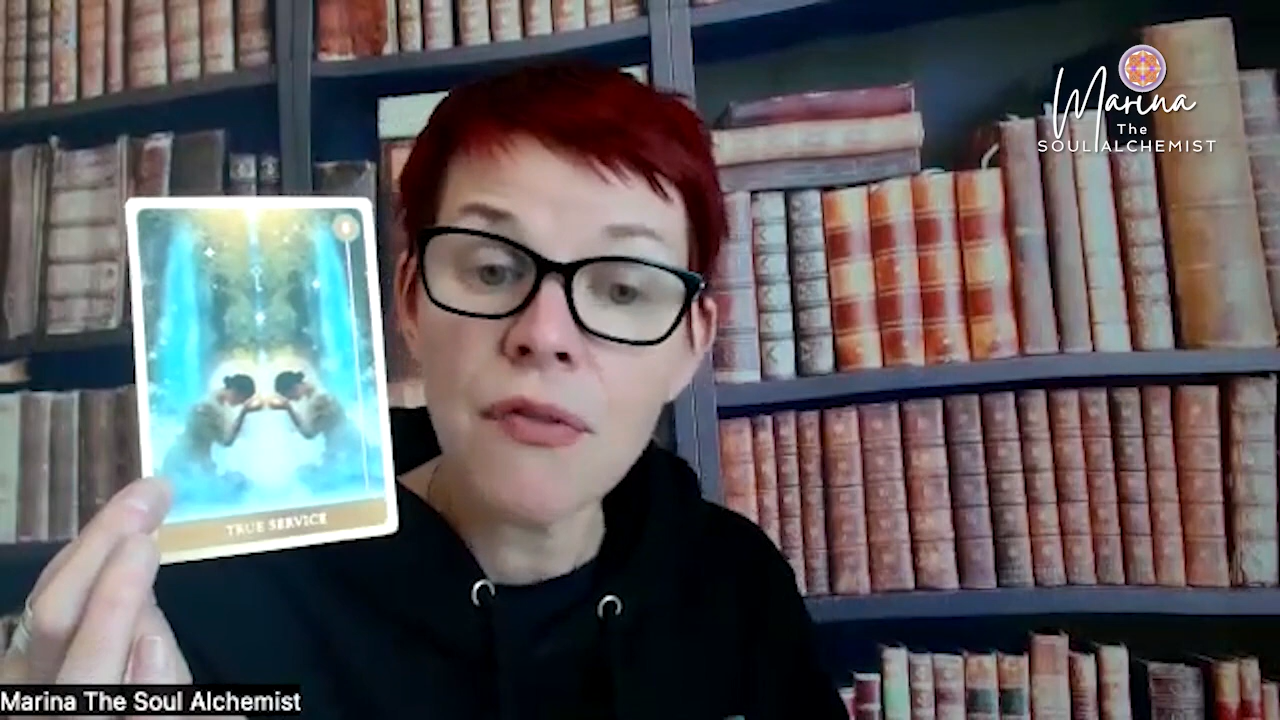 Marina
The
SOUL ALCHEMIST
TRUE SERVICE
Marina The Soul Alchemist